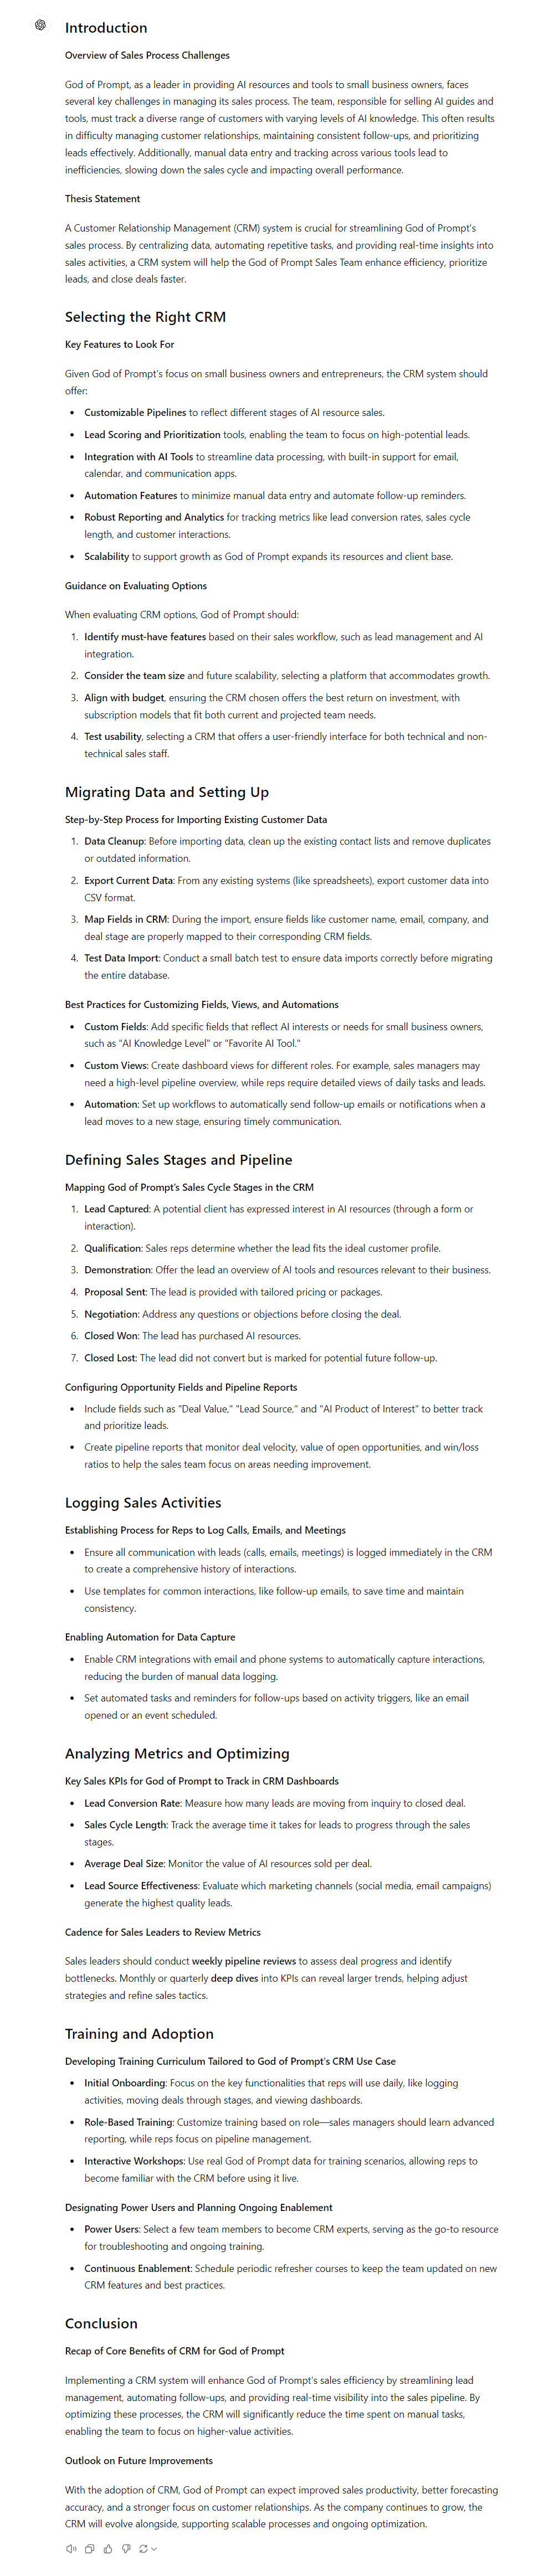 Introduction
Overview of Sales Process Challenges
God of Prompt, as a leader in providing AI resources and tools to small business owners, faces
several key challenges in managing its sales process. The team, responsible for selling AI guides and
tools, must track a diverse range of customers with varying levels of AI knowledge. This often results
in difficulty managing customer relationships, maintaining consistent follow-ups, and prioritizing
leads effectively. Additionally, manual data entry and tracking across various tools lead to
inefficiencies, slowing down the sales cycle and impacting overall performance.
Thesis Statement
A Customer Relationship Management (CRM) system is crucial for streamlining God of Prompt's
sales process. By centralizing data, automating repetitive tasks, and providing real-time insights into
sales activities, a CRM system will help the God of Prompt Sales Team enhance efficiency, prioritize
leads, and close deals faster.
Selecting the Right CRM
Key Features to Look For
Given God of Prompt's focus on small business owners and entrepreneurs, the CRM system should
offer:
• Customizable Pipelines to reflect different stages of AI resource sales.
• Lead Scoring and Prioritization tools, enabling the team to focus on high-potential leads.
• Integration with AI Tools to streamline data processing, with built-in support for email,
calendar, and communication apps.
• Automation Features to minimize manual data entry and automate follow-up reminders.
• Robust Reporting and Analytics for tracking metrics like lead conversion rates, sales cycle
length, and customer interactions.
• Scalability to support growth as God of Prompt expands its resources and client base.
Guidance on Evaluating Options
When evaluating CRM options, God of Prompt should:
1. Identify must-have features based on their sales workflow, such as lead management and AI
integration.
2. Consider the team size and future scalability, selecting a platform that accommodates growth.
3. Align with budget, ensuring the CRM chosen offers the best return on investment, with
subscription models that fit both current and projected team needs.
4. Test usability, selecting a CRM that offers a user-friendly interface for both technical and non-
technical sales staff.
Migrating Data and Setting Up
Step-by-Step Process for Importing Existing Customer Data
1. Data Cleanup: Before importing data, clean up the existing contact lists and remove duplicates
or outdated information.
2. Export Current Data: From any existing systems (like spreadsheets), export customer data into
CSV format.
3. Map Fields in CRM: During the import, ensure fields like customer name, email, company, and
deal stage are properly mapped to their corresponding CRM fields.
4. Test Data Import: Conduct a small batch test to ensure data imports correctly before migrating
the entire database.
Best Practices for Customizing Fields, Views, and Automations
• Custom Fields: Add specific fields that reflect AI interests or needs for small business owners,
such as "AI Knowledge Level" or "Favorite AI Tool."
• Custom Views: Create dashboard views for different roles. For example, sales managers may
need a high-level pipeline overview, while reps require detailed views of daily tasks and leads.
• Automation: Set up workflows to automatically send follow-up emails or notifications when a
lead moves to a new stage, ensuring timely communication.
Defining Sales Stages and Pipeline
Mapping God of Prompt's Sales Cycle Stages in the CRM
1. Lead Captured: A potential client has expressed interest in AI resources (through a form or
interaction).
2. Qualification: Sales reps determine whether the lead fits the ideal customer profile.
3. Demonstration: Offer the lead an overview of AI tools and resources relevant to their business.
4. Proposal Sent: The lead is provided with tailored pricing or packages.
5. Negotiation: Address any questions or objections before closing the deal.
6. Closed Won: The lead has purchased AI resources.
7. Closed Lost: The lead did not convert but is marked for potential future follow-up.
Configuring Opportunity Fields and Pipeline Reports
• Include fields such as "Deal Value," "Lead Source," and "AI Product of Interest" to better track
and prioritize leads.
• Create pipeline reports that monitor deal velocity, value of open opportunities, and win/loss
ratios to help the sales team focus on areas needing improvement.
Logging Sales Activities
Establishing Process for Reps to Log Calls, Emails, and Meetings
• Ensure all communication with leads (calls, emails, meetings) is logged immediately in the CRM
to create a comprehensive history of interactions.
• Use templates for common interactions, like follow-up emails, to save time and maintain
consistency.
Enabling Automation for Data Capture
• Enable CRM integrations with email and phone systems to automatically capture interactions,
reducing the burden of manual data logging.
• Set automated tasks and reminders for follow-ups based on activity triggers, like an email
opened or an event scheduled.
Analyzing Metrics and Optimizing
Key Sales KPIs for God of Prompt to Track in CRM Dashboards
• Lead Conversion Rate: Measure how many leads are moving from inquiry to closed deal.
• Sales Cycle Length: Track the average time it takes for leads to progress through the sales
stages.
• Average Deal Size: Monitor the value of AI resources sold per deal.
• Lead Source Effectiveness: Evaluate which marketing channels (social media, email campaigns)
generate the highest quality leads.
Cadence for Sales Leaders to Review Metrics
Sales leaders should conduct weekly pipeline reviews to assess deal progress and identify
bottlenecks. Monthly or quarterly deep dives into KPIs can reveal larger trends, helping adjust
strategies and refine sales tactics.
Training and Adoption
Developing Training Curriculum Tailored to God of Prompt's CRM Use Case
• Initial Onboarding: Focus on the key functionalities that reps will use daily, like logging
activities, moving deals through stages, and viewing dashboards.
• Role-Based Training: Customize training based on role—sales managers should learn advanced
reporting, while reps focus on pipeline management.
• Interactive Workshops: Use real God of Prompt data for training scenarios, allowing reps to
become familiar with the CRM before using it live.
Designating Power Users and Planning Ongoing Enablement
• Power Users: Select a few team members to become CRM experts, serving as the go-to resource
for troubleshooting and ongoing training.
• Continuous Enablement: Schedule periodic refresher courses to keep the team updated on new
CRM features and best practices.
Conclusion
Recap of Core Benefits of CRM for God of Prompt
Implementing a CRM system will enhance God of Prompt's sales efficiency by streamlining lead
management, automating follow-ups, and providing real-time visibility into the sales pipeline. By
optimizing these processes, the CRM will significantly reduce the time spent on manual tasks,
enabling the team to focus on higher-value activities.
Outlook on Future Improvements
With the adoption of CRM, God of Prompt can expect improved sales productivity, better forecasting
accuracy, and a stronger focus on customer relationships. As the company continues to grow, the
CRM will evolve alongside, supporting scalable processes and ongoing optimization.